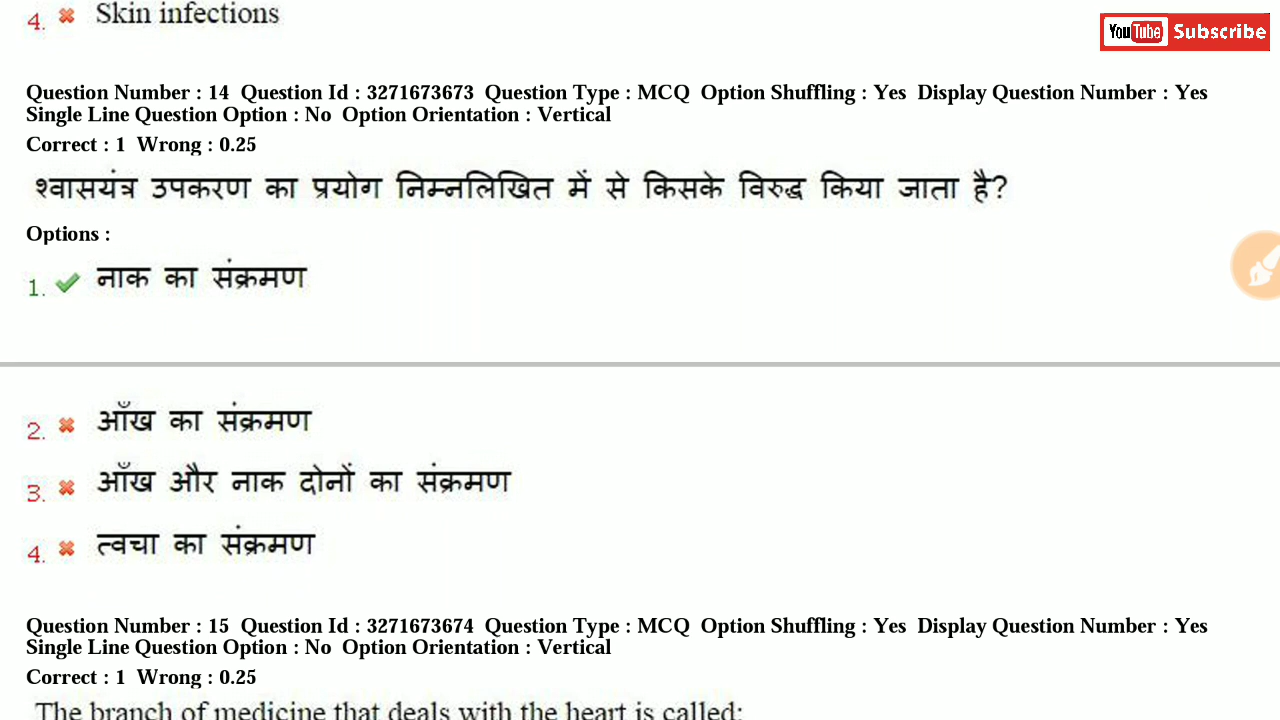 4. Skin infections
YouTube Subscribe
Question Number : 14 Question Id : 3271673673 Question Type : MCQ Option Shuffling : Yes Display Question Number : Yes
Single Line Question Option : No Option Orientation : Vertical
Correct : 1 Wrong : 0.25
श्वासयंत्र उपकरण का प्रयोग निम्नलिखित में से किसके विरुद्ध किया जाता है?
Options :
1. नाक का संक्रमण
2. आँख का संक्रमण
3. आँख और नाक दोनों का संक्रमण
4. त्वचा का संक्रमण
Question Number : 15 Question Id : 3271673674 Question Type : MCQ Option Shuffling : Yes Display Question Number : Yes
Single Line Question Option : No Option Orientation : Vertical
Correct : 1 Wrong : 0.25
The branch of medicine that deals with the heart is called: